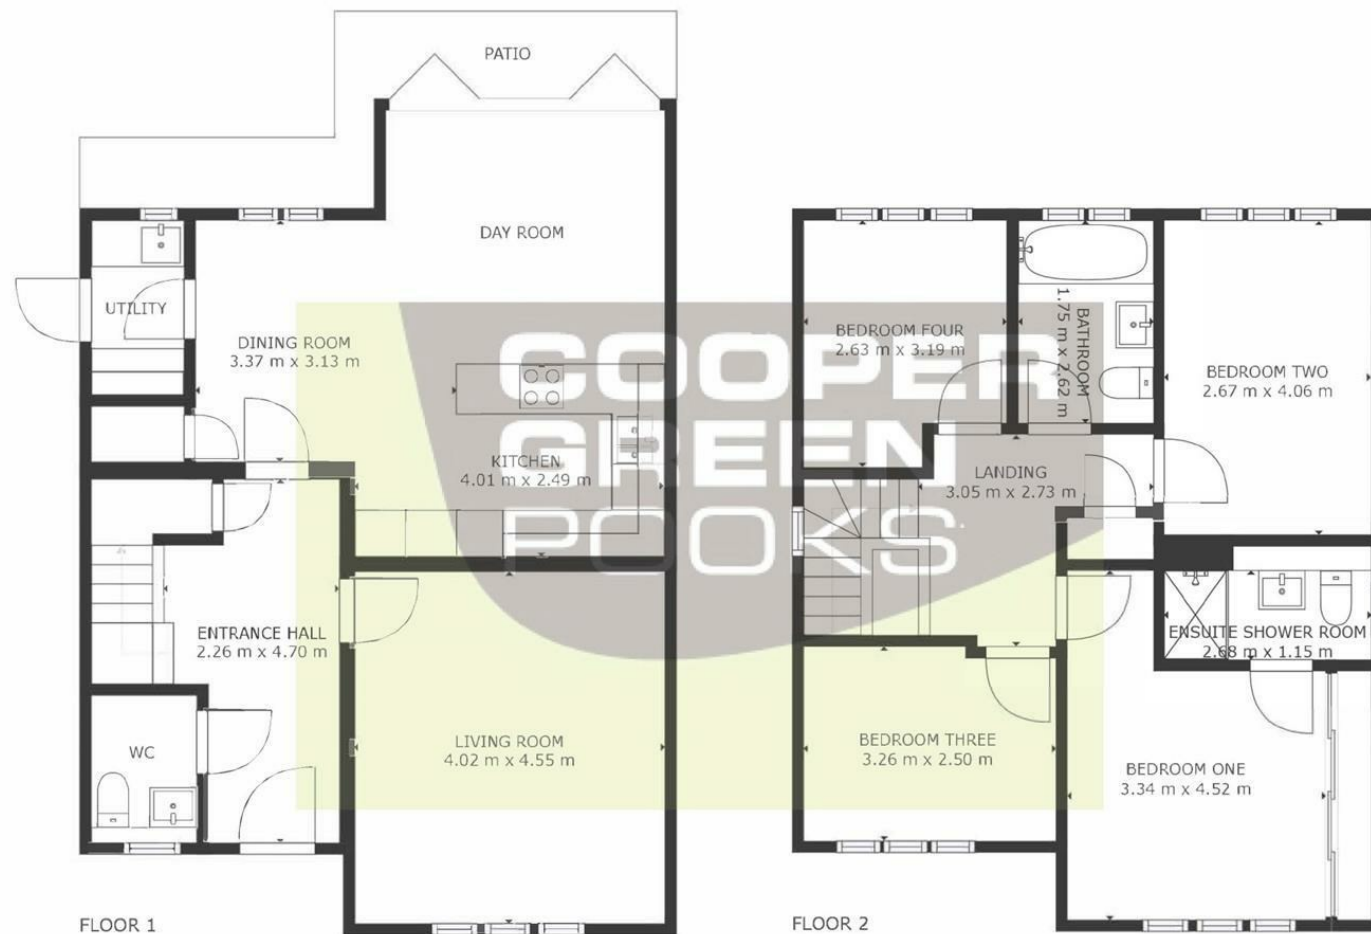 PATIO
DAY ROOM
UTILITY
DINING ROOM
3.37 m x 3.13 m
KITCHEN
4.01 m x 2.49 m
ENTRANCE HALL
2.26 m x 4.70 m
WC
LIVING ROOM
4.02 m x 4.55 m
FLOOR 1
BEDROOM FOUR
2.63 m x 3.19 m
BATHROOM
1.75 m x 2.62 m
BEDROOM TWO
2.67 m x 4.06 m
LANDING
3.05 m x 2.73 m
ENSUITE SHOWER ROOM
2.68 m x 1.15 m
BEDROOM THREE
3.26 m x 2.50 m
BEDROOM ONE
3.34 m x 4.52 m
FLOOR 2
COOPER
GREEN
POOKS